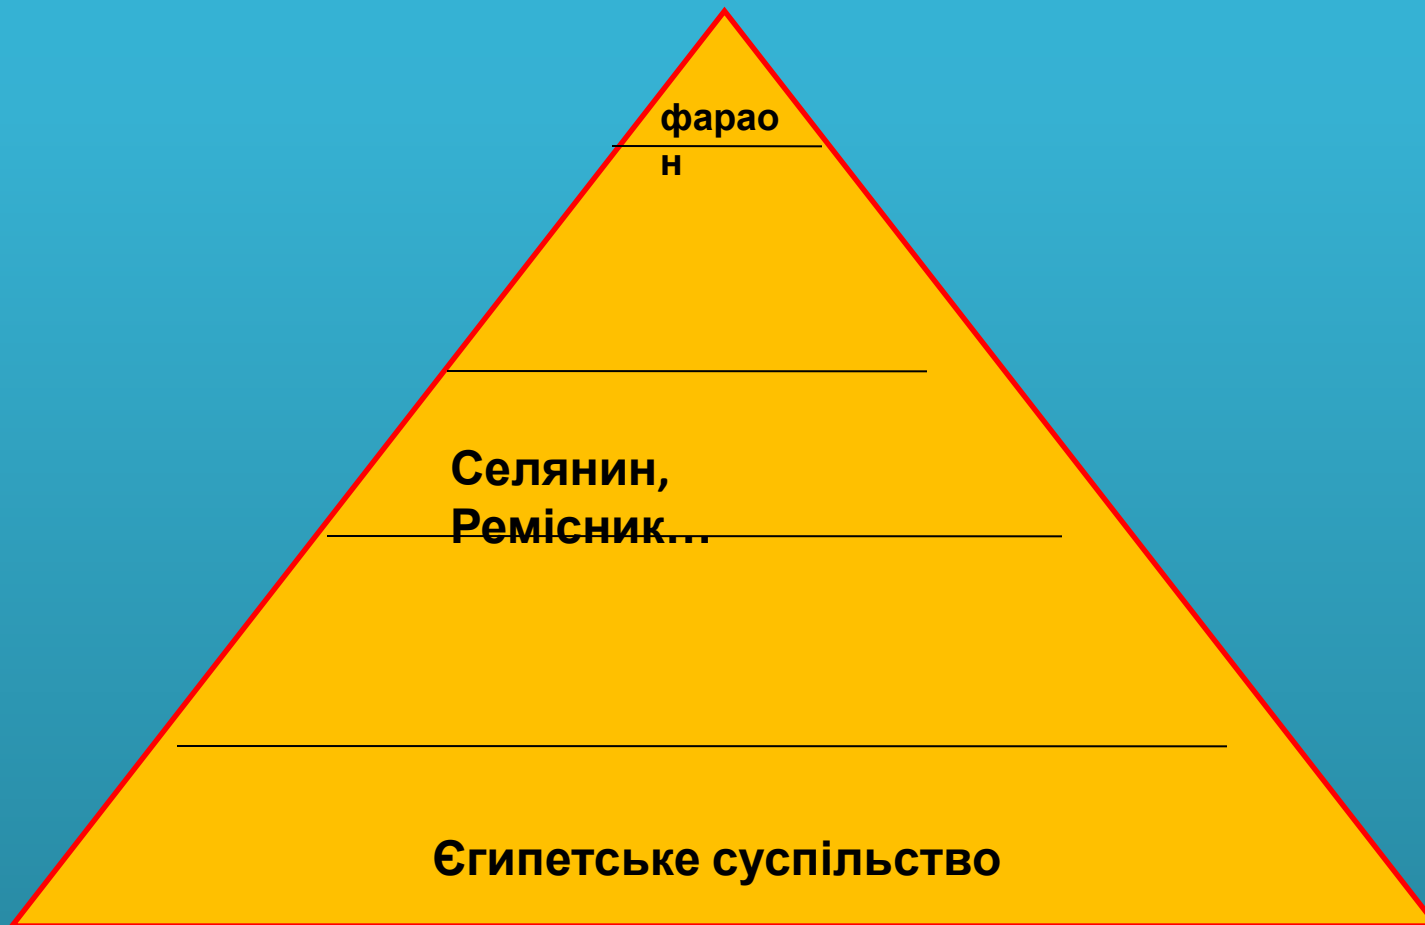 фарао
н
Селянин,
Ремісник...
Єгипетське суспільство